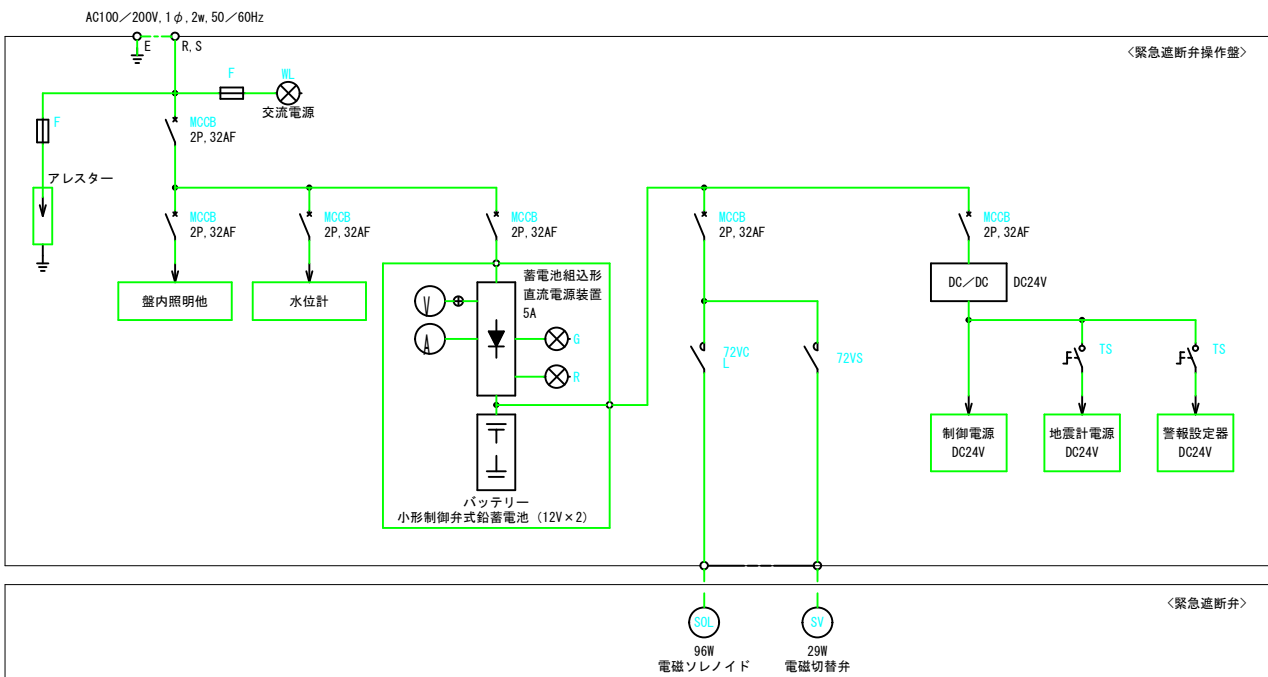 AC100／200V,1φ,2w,50／60Hz
E
R,S
〈緊急遮断弁操作盤〉
F
WL
交流電源
F
MCCB
2P,32AF
アレスター
MCCB
2P,32AF
MCCB
2P,32AF
MCCB
2P,32AF
MCCB
2P,32AF
MCCB
2P,32AF
盤内照明他
水位計
蓄電池組込形
直流電源装置
5A
V
A
G
R
DC／DC
DC24V
72VC
L
72VS
TS
TS
制御電源
DC24V
地震計電源
DC24V
警報設定器
DC24V
バッテリー
小形制御弁式鉛蓄電池（12V×2）
〈緊急遮断弁〉
SOL
SV
96W
電磁ソレノイド
29W
電磁切替弁